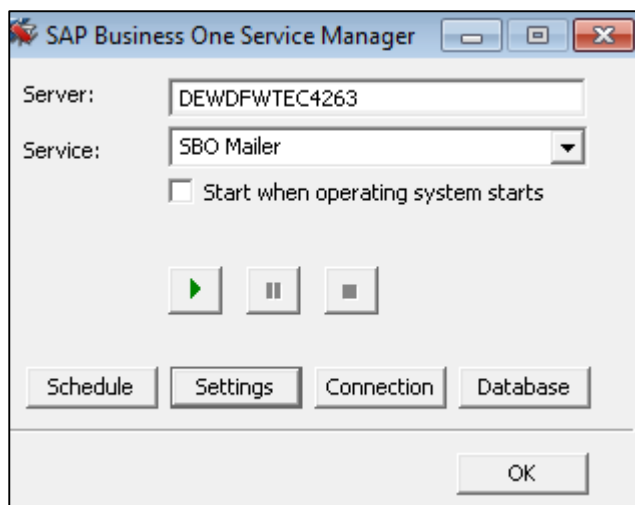 SAP Business One Service Manager
Server: DEWDFWTEC4263
Service: SBO Mailer
Start when operating system starts
Schedule Settings Connection Database
OK